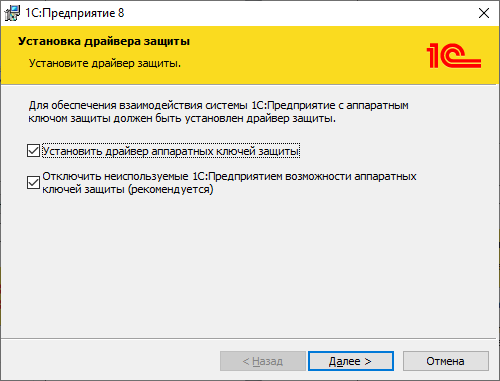 1С:Предприятие 8
Установка драйвера защиты
Установите драйвер защиты.
1С
Для обеспечения взаимодействия системы 1С:Предприятие с аппаратным
ключом защиты должен быть установлен драйвер защиты.
Установить драйвер аппаратных ключей защиты
Отключить неиспользуемые 1С:Предприятием возможности аппаратных
ключей защиты (рекомендуется)
< Назад
Далее >
Отмена